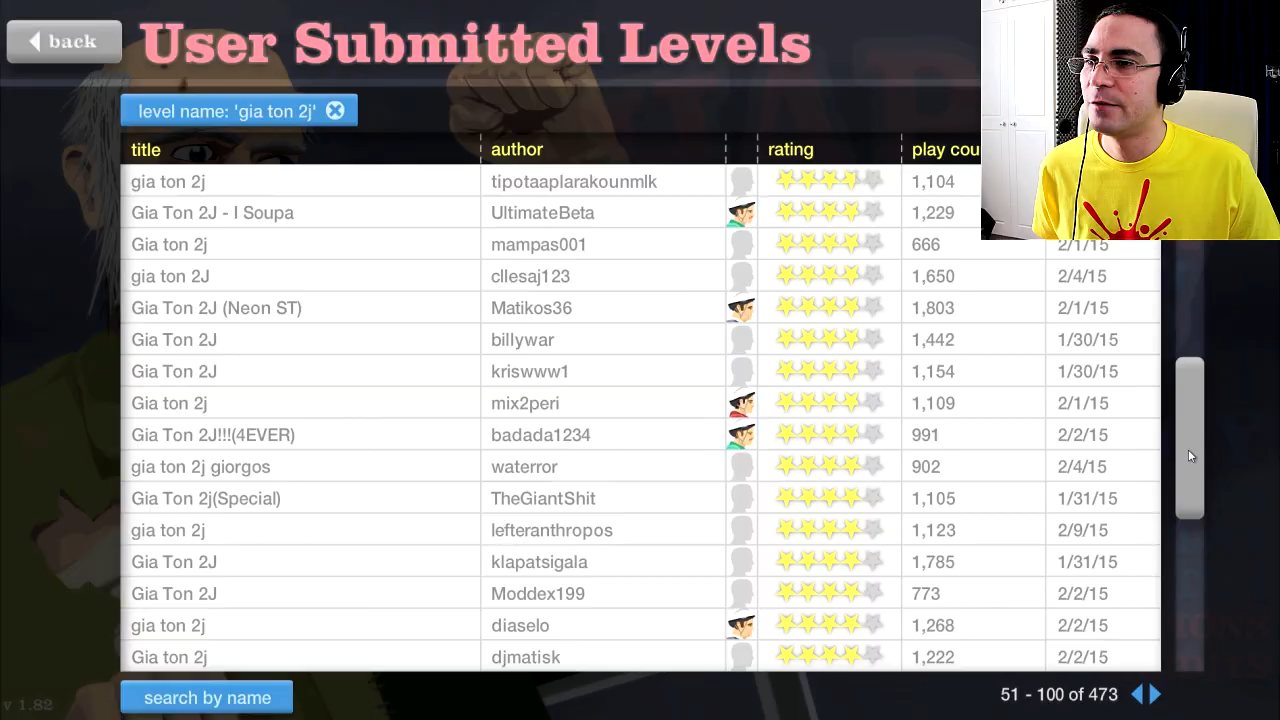 back
User Submitted Levels
level name: 'gia ton 2j'
title author rating play cou
gia ton 2j tipotaaplarakounmlk 1,104
Gia Ton 2J - I Soupa UltimateBeta 1,229
Gia ton 2j mampas001 666 2/1/15
gia ton 2J cllesaj123 1,650 2/4/15
Gia Ton 2J (Neon ST) Matikos36 1,803 2/1/15
Gia Ton 2J billywar 1,442 1/30/15
Gia Ton 2J kriswww1 1,154 1/30/15
Gia ton 2j mix2peri 1,109 2/1/15
Gia Ton 2J!!!(4EVER) badada1234 991 2/2/15
gia ton 2j giorgos waterror 902 2/4/15
Gia Ton 2j(Special) TheGiantShit 1,105 1/31/15
gia ton 2j lefteranthropos 1,123 2/9/15
Gia Ton 2J klapatsigala 1,785 1/31/15
Gia Ton 2J Moddex199 773 2/2/15
gia ton 2j diaselo 1,268 2/2/15
Gia ton 2j djmatisk 1,222 2/2/15
search by name 51 - 100 of 473
v 1.82